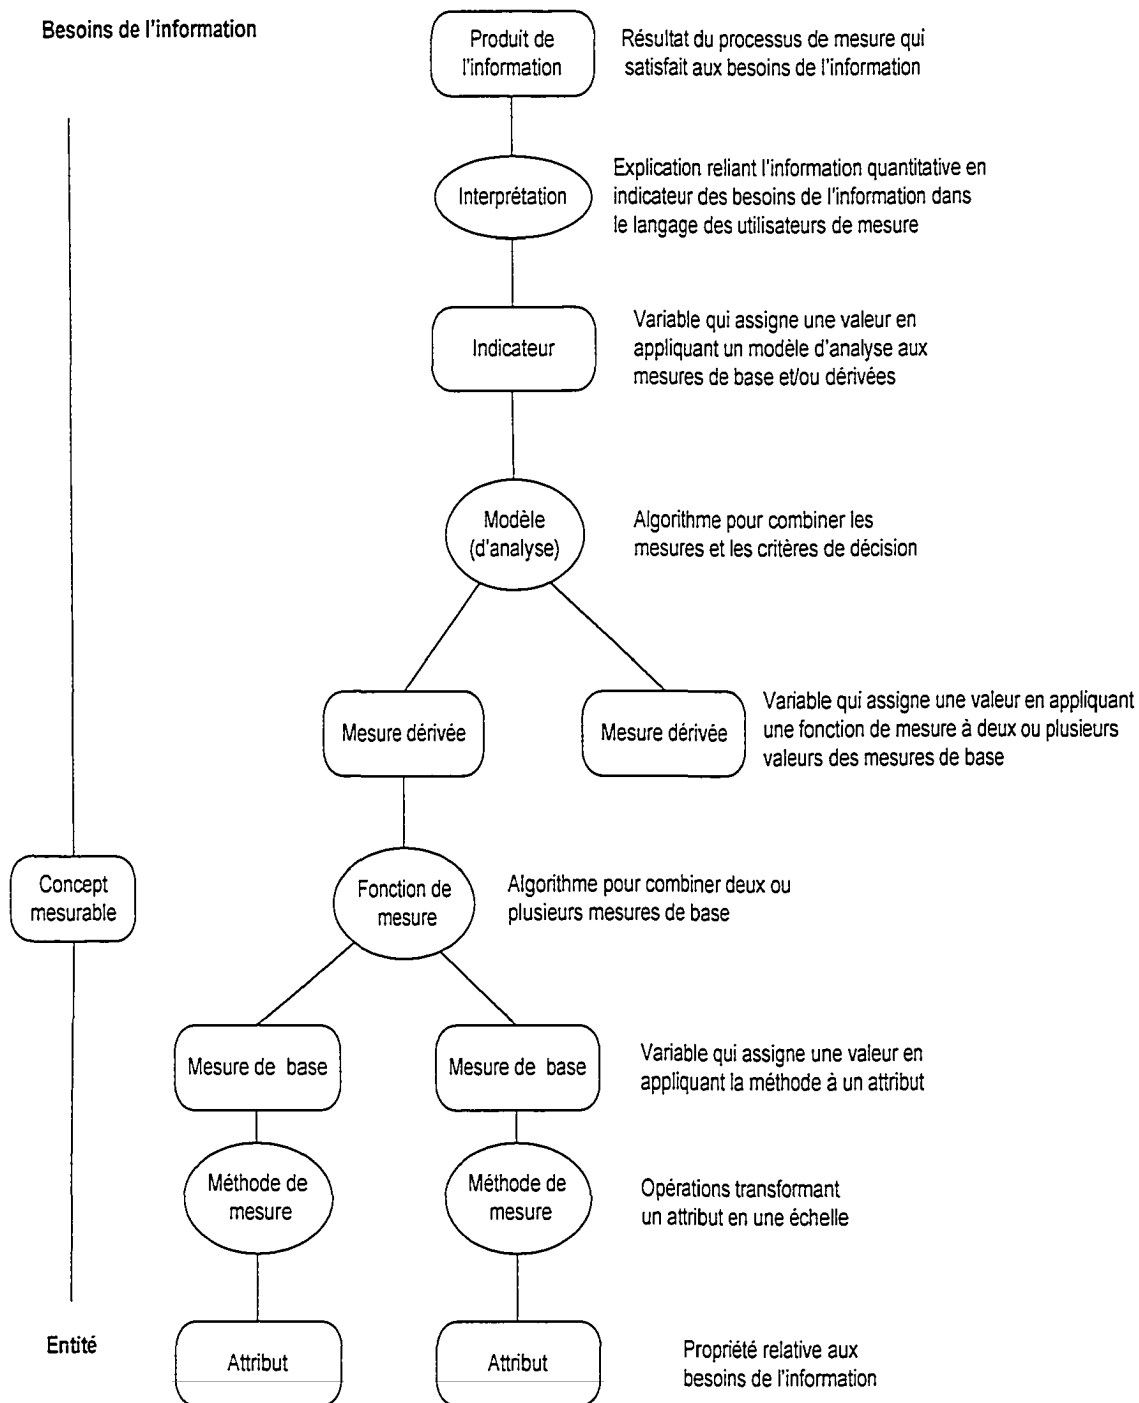 Besoins de l'information
Produit de
l'information
Résultat du processus de mesure qui
satisfait aux besoins de l'information
Interprétation
Explication reliant l'information quantitative en
indicateur des besoins de l'information dans
le langage des utilisateurs de mesure
Indicateur
Variable qui assigne une valeur en
appliquant un modèle d'analyse aux
mesures de base et/ou dérivées
Modèle
(d'analyse)
Algorithme pour combiner les
mesures et les critères de décision
Mesure dérivée
Mesure dérivée
Variable qui assigne une valeur en appliquant
une fonction de mesure à deux ou plusieurs
valeurs des mesures de base
Concept
mesurable
Fonction de
mesure
Algorithme pour combiner deux ou
plusieurs mesures de base
Mesure de base
Mesure de base
Variable qui assigne une valeur en
appliquant la méthode à un attribut
Méthode de
mesure
Méthode de
mesure
Opérations transformant
un attribut en une échelle
Entité
Attribut
Attribut
Propriété relative aux
besoins de l'information